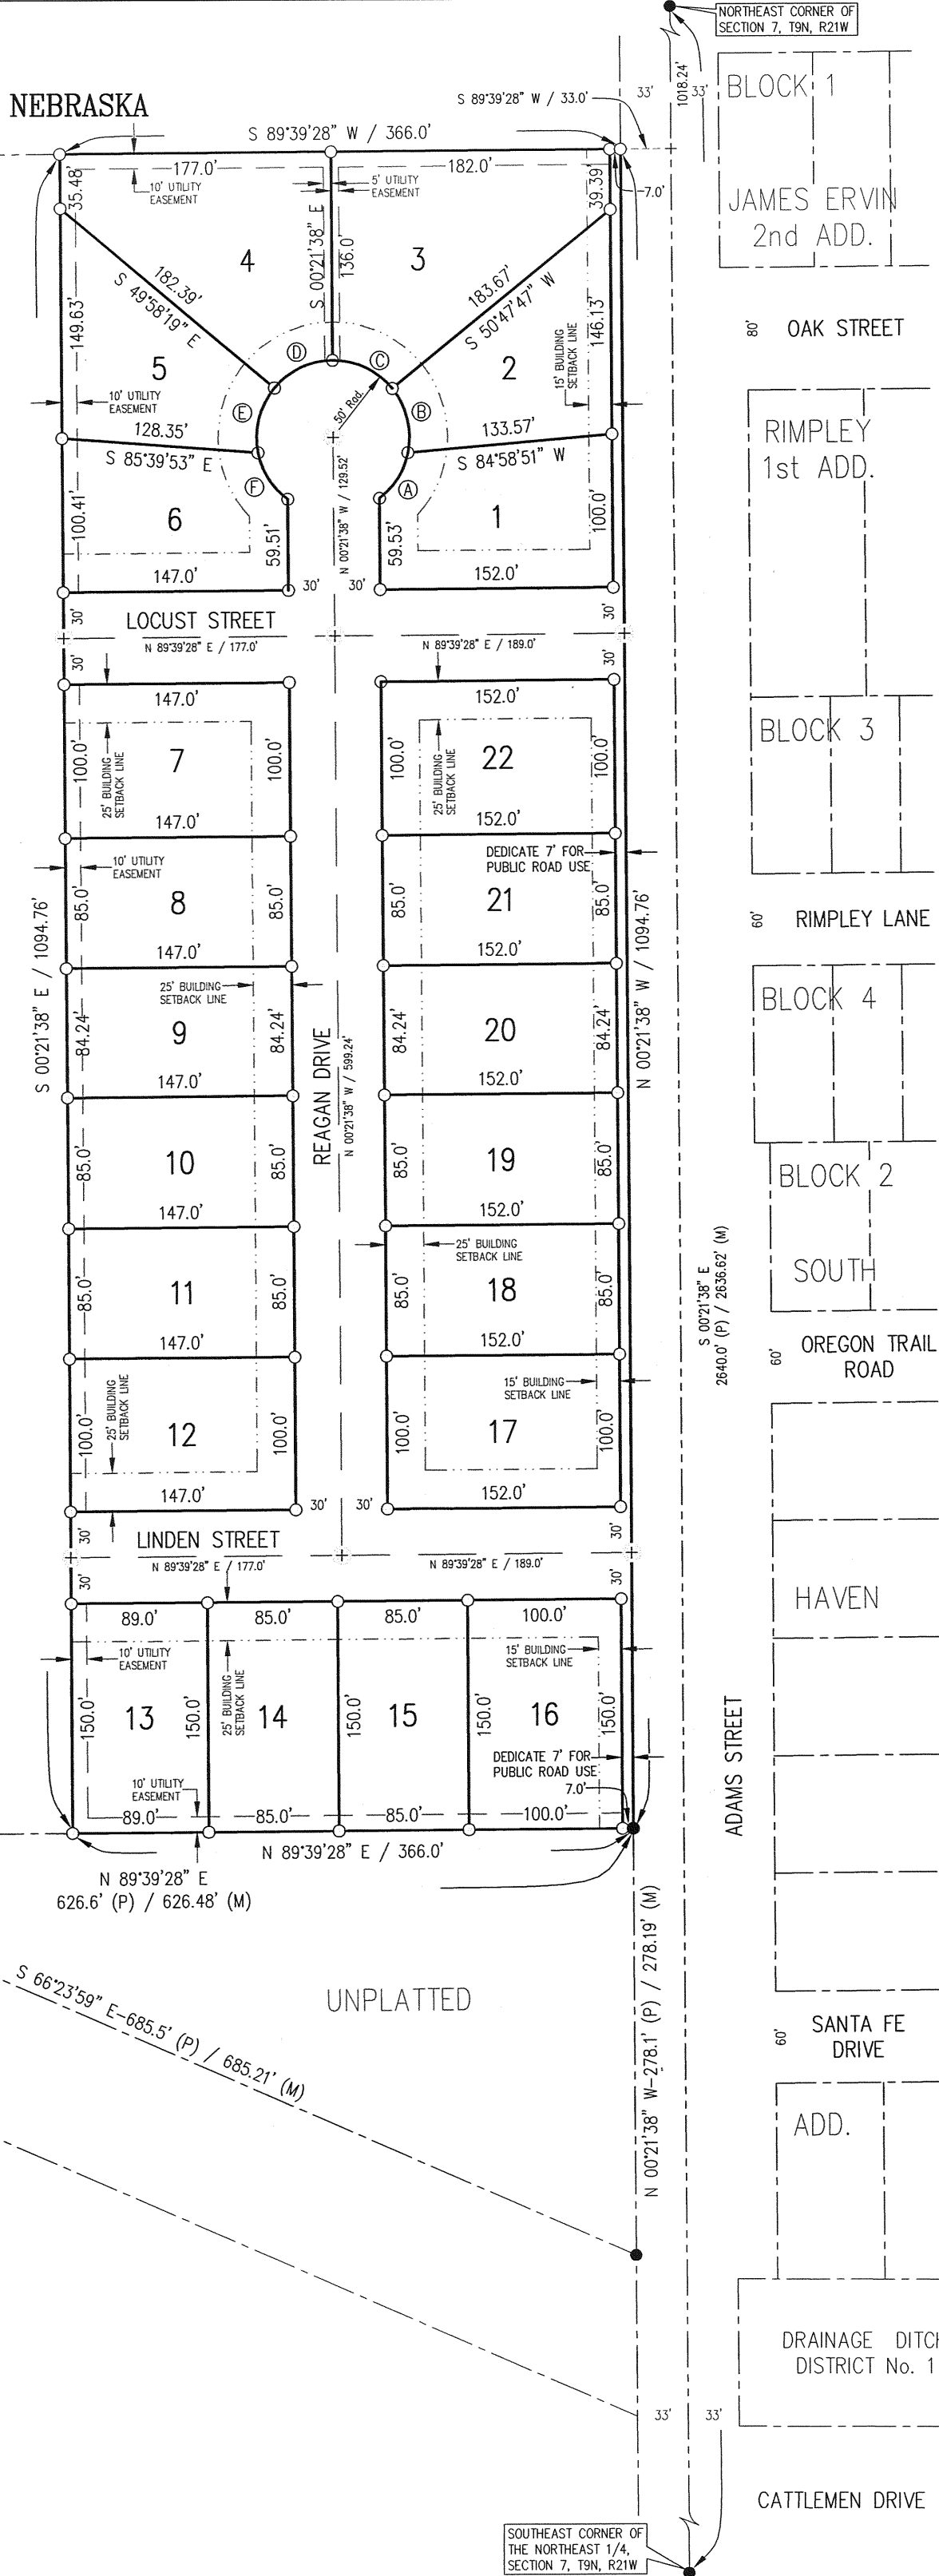 NORTHEAST CORNER OF
SECTION 7, T9N, R21W
NEBRASKA
S 89°39'28" W / 33.0'
33'
1018.24'
33'
BLOCK 1
JAMES ERVIN
2nd ADD.
S 89°39'28" W / 366.0'
177.0'
10' UTILITY
EASEMENT
5' UTILITY
EASEMENT
182.0'
7.0'
35.48'
39.39'
4
S 00°21'38" E
136.0'
3
182.39'
S 49°58'19" E
183.67'
S 50°47'47" W
149.63'
146.13'
80'
OAK STREET
5
2
15' BUILDING
SETBACK LINE
10' UTILITY
EASEMENT
D
C
E
B
50' Rad.
128.35'
S 85°39'53" E
133.57'
S 84°58'51" W
RIMPLEY
1st ADD.
F
A
N 00°21'38" W / 129.52'
100.41'
6
59.51'
59.53'
1
100.0'
147.0'
30'
30'
152.0'
30'
30'
LOCUST STREET
N 89°39'28" E / 177.0'
N 89°39'28" E / 189.0'
30'
30'
147.0'
152.0'
100.0'
25' BUILDING
SETBACK LINE
7
100.0'
100.0'
25' BUILDING
SETBACK LINE
22
100.0'
BLOCK 3
147.0'
152.0'
10' UTILITY
EASEMENT
DEDICATE 7' FOR
PUBLIC ROAD USE
85.0'
8
85.0'
85.0'
21
85.0'
60'
RIMPLEY LANE
147.0'
152.0'
25' BUILDING
SETBACK LINE
S 00°21'38" E / 1094.76'
N 00°21'38" W / 1094.76'
84.24'
9
84.24'
84.24'
20
84.24'
BLOCK 4
REAGAN DRIVE
N 00°21'38" W / 599.24'
147.0'
152.0'
85.0'
10
85.0'
85.0'
19
85.0'
BLOCK 2
147.0'
152.0'
25' BUILDING
SETBACK LINE
S 00°21'38" E
2640.0' (P) / 2636.62' (M)
85.0'
11
85.0'
85.0'
18
85.0'
SOUTH
147.0'
152.0'
60'
OREGON TRAIL
ROAD
15' BUILDING
SETBACK LINE
100.0'
25' BUILDING
SETBACK LINE
12
100.0'
100.0'
17
100.0'
147.0'
30'
30'
152.0'
30'
30'
LINDEN STREET
N 89°39'28" E / 177.0'
N 89°39'28" E / 189.0'
30'
30'
89.0'
85.0'
85.0'
100.0'
HAVEN
10' UTILITY
EASEMENT
25' BUILDING
SETBACK LINE
15' BUILDING
SETBACK LINE
150.0'
13
150.0'
14
150.0'
15
150.0'
16
150.0'
DEDICATE 7' FOR
PUBLIC ROAD USE
7.0'
10' UTILITY
EASEMENT
89.0'
85.0'
85.0'
100.0'
ADAMS STREET
N 89°39'28" E / 366.0'
N 89°39'28" E
626.6' (P) / 626.48' (M)
S 66°23'59" E-685.5' (P) / 685.21' (M)
UNPLATTED
N 00°21'38" W-278.1' (P) / 278.19' (M)
60'
SANTA FE
DRIVE
ADD.
DRAINAGE DITCH
DISTRICT No. 1
33'
33'
CATTLEMEN DRIVE
SOUTHEAST CORNER OF
THE NORTHEAST 1/4,
SECTION 7, T9N, R21W